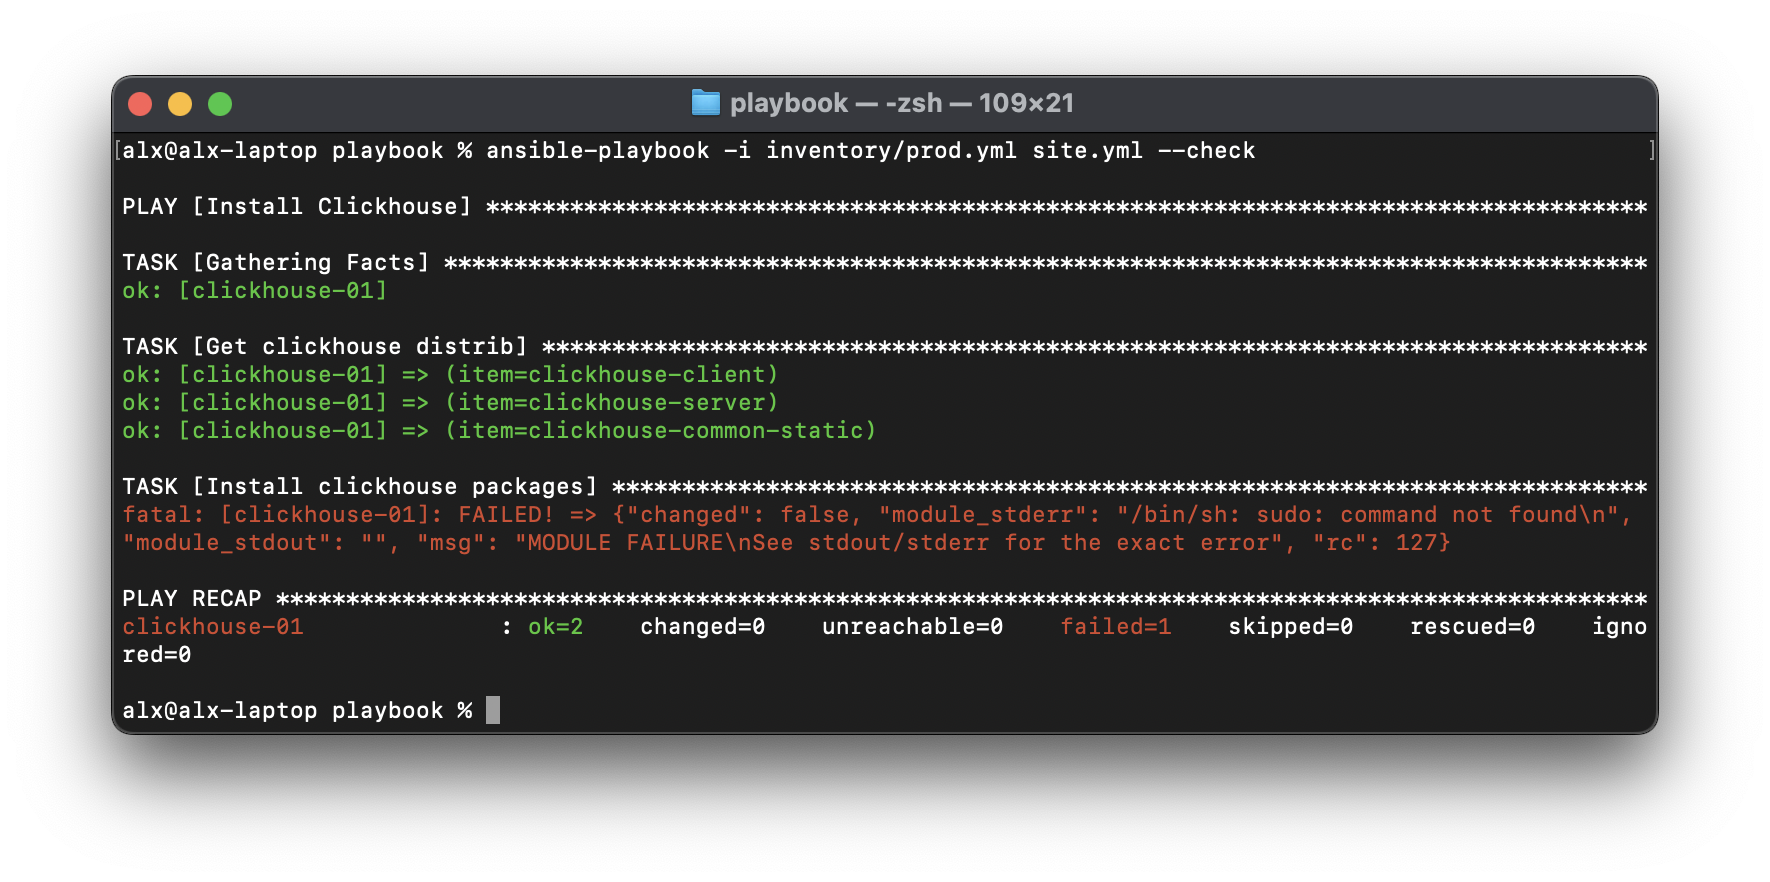 playbook — -zsh — 109×21
[alx@alx-laptop playbook % ansible-playbook -i inventory/prod.yml site.yml --check ]
PLAY [Install Clickhouse] ***********************************************************************************
TASK [Gathering Facts] **************************************************************************************
ok: [clickhouse-01]
TASK [Get clickhouse distrib] *******************************************************************************
ok: [clickhouse-01] => (item=clickhouse-client)
ok: [clickhouse-01] => (item=clickhouse-server)
ok: [clickhouse-01] => (item=clickhouse-common-static)
TASK [Install clickhouse packages] **************************************************************************
fatal: [clickhouse-01]: FAILED! => {"changed": false, "module_stderr": "/bin/sh: sudo: command not found\n",
"module_stdout": "", "msg": "MODULE FAILURE\nSee stdout/stderr for the exact error", "rc": 127}
PLAY RECAP **************************************************************************************************
clickhouse-01              : ok=2    changed=0    unreachable=0    failed=1    skipped=0    rescued=0    igno
red=0
alx@alx-laptop playbook %